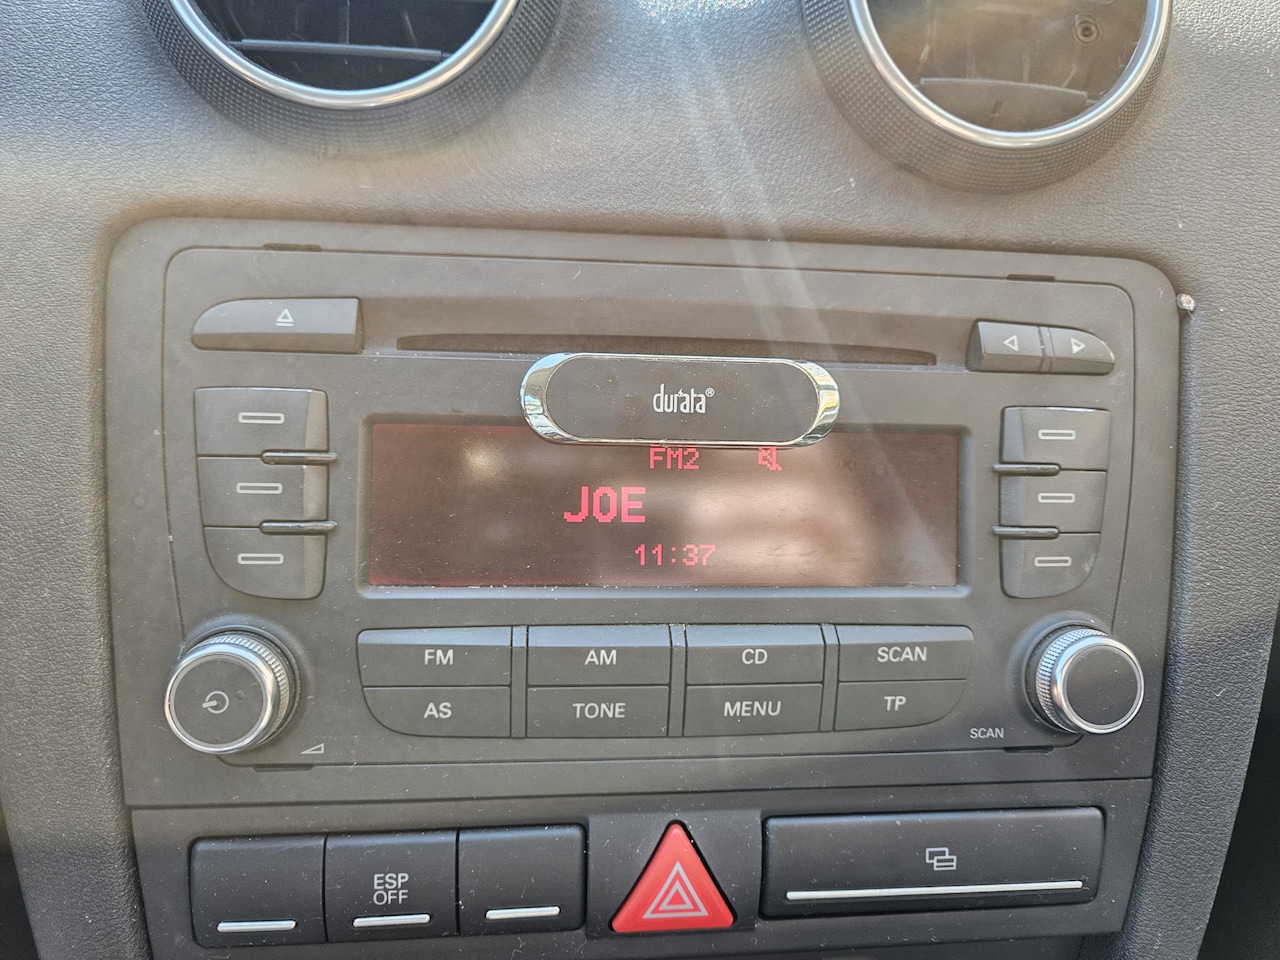 durata®
FM2
JOE
11:37
FM AM CD SCAN
AS TONE MENU TP
SCAN
ESP
OFF